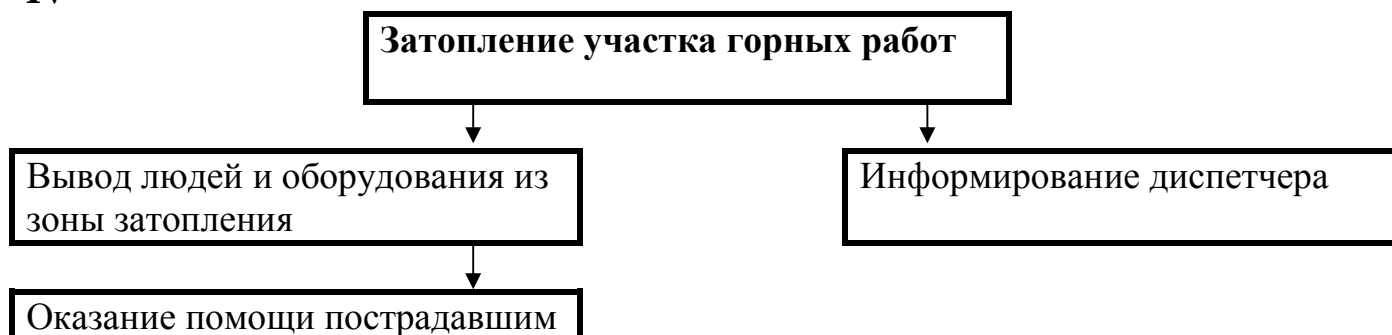 Затопление участка горных работ
Вывод людей и оборудования из
зоны затопления
Информирование диспетчера
Оказание помощи пострадавшим